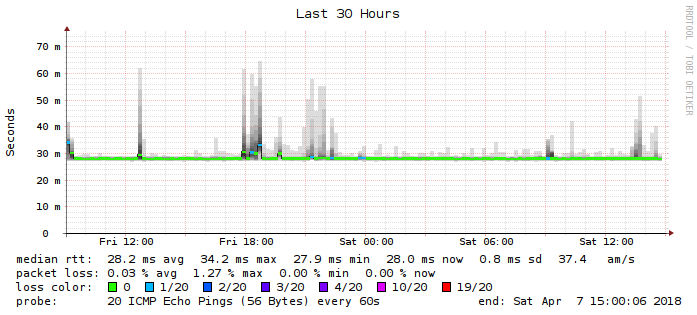 Last 30 Hours
RRDTOOL / TOBI OETIKER
Seconds
70 m
60 m
50 m
40 m
30 m
20 m
10 m
0
Fri 12:00 Fri 18:00 Sat 00:00 Sat 06:00 Sat 12:00
median rtt: 28.2 ms avg 34.2 ms max 27.9 ms min 28.0 ms now 0.8 ms sd 37.4 am/s
packet loss: 0.03 % avg 1.27 % max 0.00 % min 0.00 % now
loss color: 0 1/20 2/20 3/20 4/20 10/20 19/20
probe: 20 ICMP Echo Pings (56 Bytes) every 60s end: Sat Apr 7 15:00:06 2018